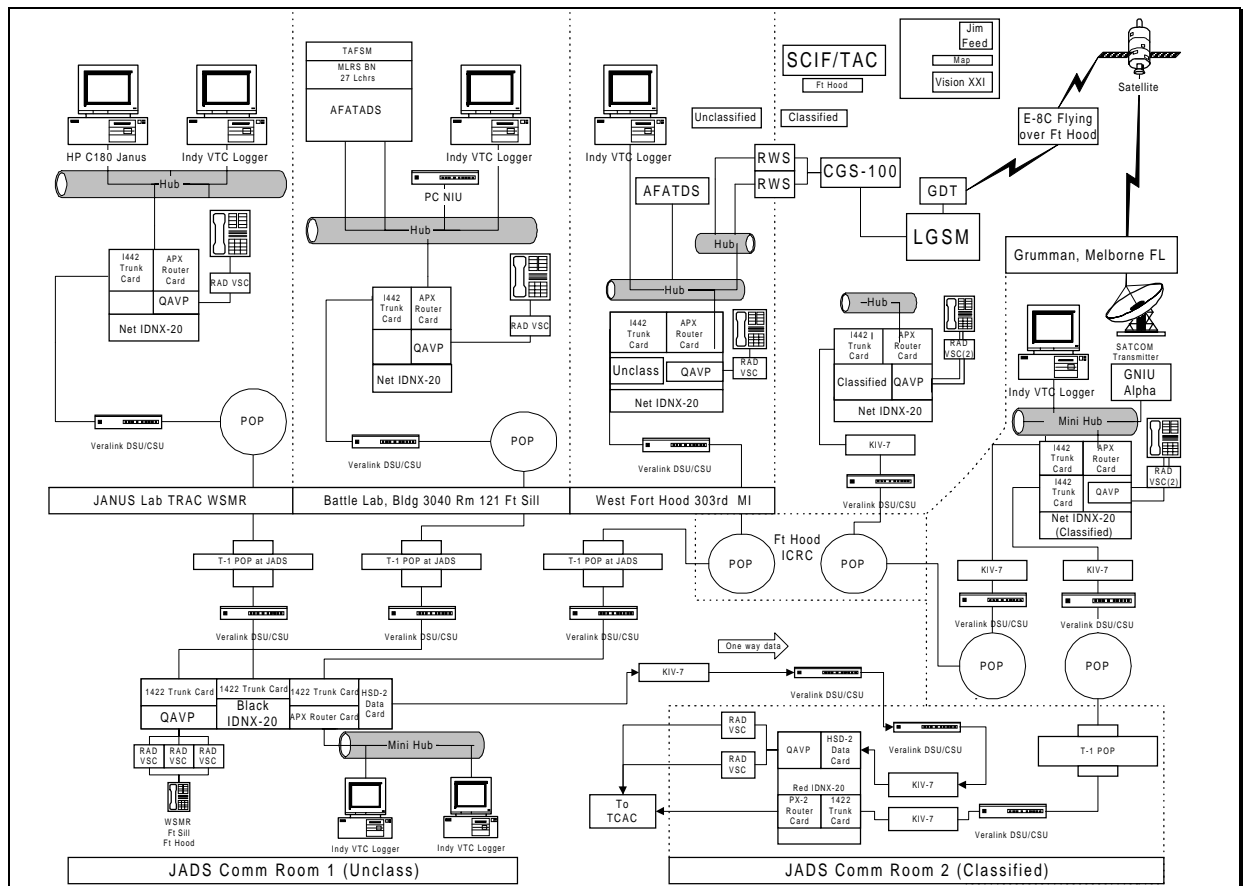 HP C180 Janus
Indy VTC Logger
Hub
I442
Trunk
Card
APX
Router
Card
QAVP
RAD VSC
Net IDNX-20
POP
Veralink DSU/CSU
JANUS Lab TRAC WSMR
TAFSM
MLRS BN
27 Lchrs
AFATADS
Indy VTC Logger
PC NIU
Hub
I442
Trunk
Card
APX
Router
Card
QAVP
RAD VSC
Net IDNX-20
POP
Veralink DSU/CSU
Battle Lab, Bldg 3040 Rm 121 Ft Sill
Indy VTC Logger
Unclassified
AFATDS
Hub
Hub
I442
Trunk
Card
APX
Router
Card
Unclass
QAVP
RAD
VSC
Net IDNX-20
Veralink DSU/CSU
West Fort Hood 303rd MI
SCIF/TAC
Ft Hood
Classified
Jim
Feed
Map
Vision XXI
Satellite
E-8C Flying
over Ft Hood
RWS
RWS
CGS-100
GDT
LGSM
Hub
I442
Trunk
Card
APX
Router
Card
Classified
QAVP
RAD
VSC(2)
Net IDNX-20
KIV-7
Veralink DSU/CSU
Grumman, Melborne FL
SATCOM
Transmitter
GNIU
Alpha
Indy VTC Logger
Mini Hub
I442
Trunk
Card
APX
Router
Card
I442
Trunk
Card
QAVP
RAD
VSC(2)
Net IDNX-20
(Classified)
KIV-7
KIV-7
Veralink DSU/CSU
Veralink DSU/CSU
POP
POP
POP
Ft Hood
ICRC
POP
T-1 POP at JADS
T-1 POP at JADS
T-1 POP at JADS
Veralink DSU/CSU
Veralink DSU/CSU
Veralink DSU/CSU
One way data
KIV-7
Veralink DSU/CSU
1422 Trunk Card
1422 Trunk Card
1422 Trunk Card
HSD-2
Data
Card
QAVP
Black
IDNX-20
APX Router Card
RAD
VSC
RAD
VSC
RAD
VSC
Mini Hub
WSMR
Ft Sill
Ft Hood
Indy VTC Logger
Indy VTC Logger
JADS Comm Room 1 (Unclass)
RAD
VSC
RAD
VSC
QAVP
HSD-2
Data
Card
Veralink DSU/CSU
T-1 POP
KIV-7
Red IDNX-20
To
TCAC
PX-2
Router
Card
1422
Trunk
Card
KIV-7
Veralink DSU/CSU
JADS Comm Room 2 (Classified)